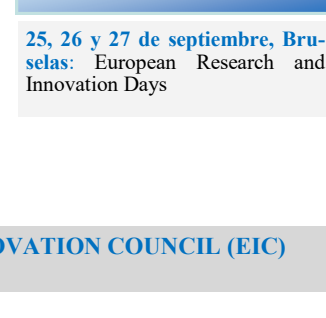 25, 26 y 27 de septiembre, Bru-
selas: European Research and
Innovation Days
OVATION COUNCIL (EIC)